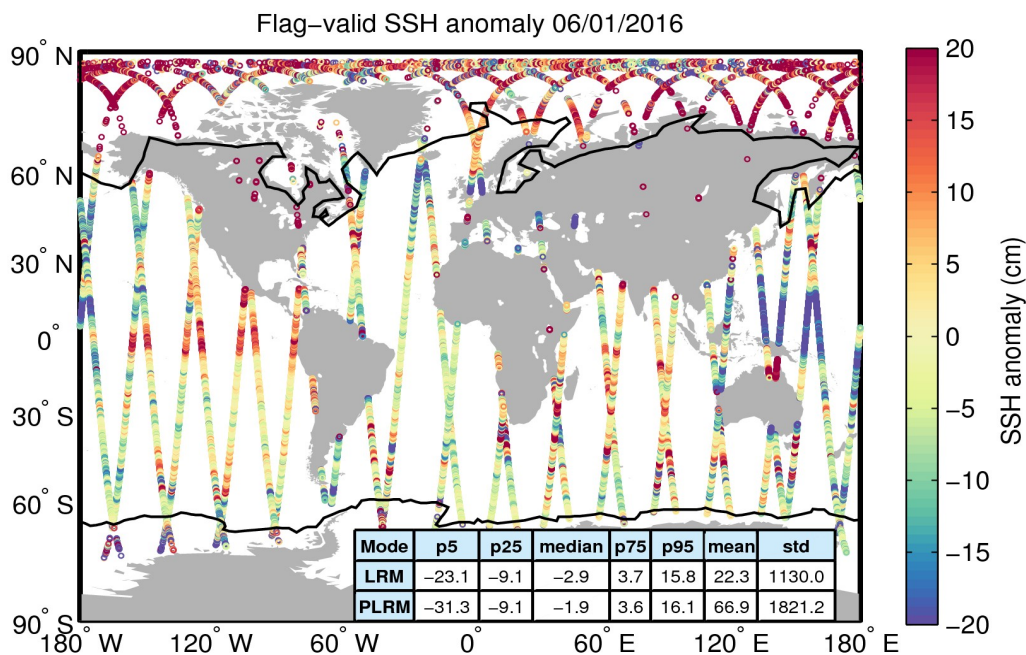 Flag−valid SSH anomaly 06/01/2016
90° N
60° N
30° N
0°
30° S
60° S
90° S
180° W
120° W
60° W
0°
60° E
120° E
180° E
Mode p5 p25 median p75 p95 mean std
LRM −23.1 −9.1 −2.9 3.7 15.8 22.3 1130.0
PLRM −31.3 −9.1 −1.9 3.6 16.1 66.9 1821.2
20
15
10
5
0
−5
−10
−15
−20
SSH anomaly (cm)